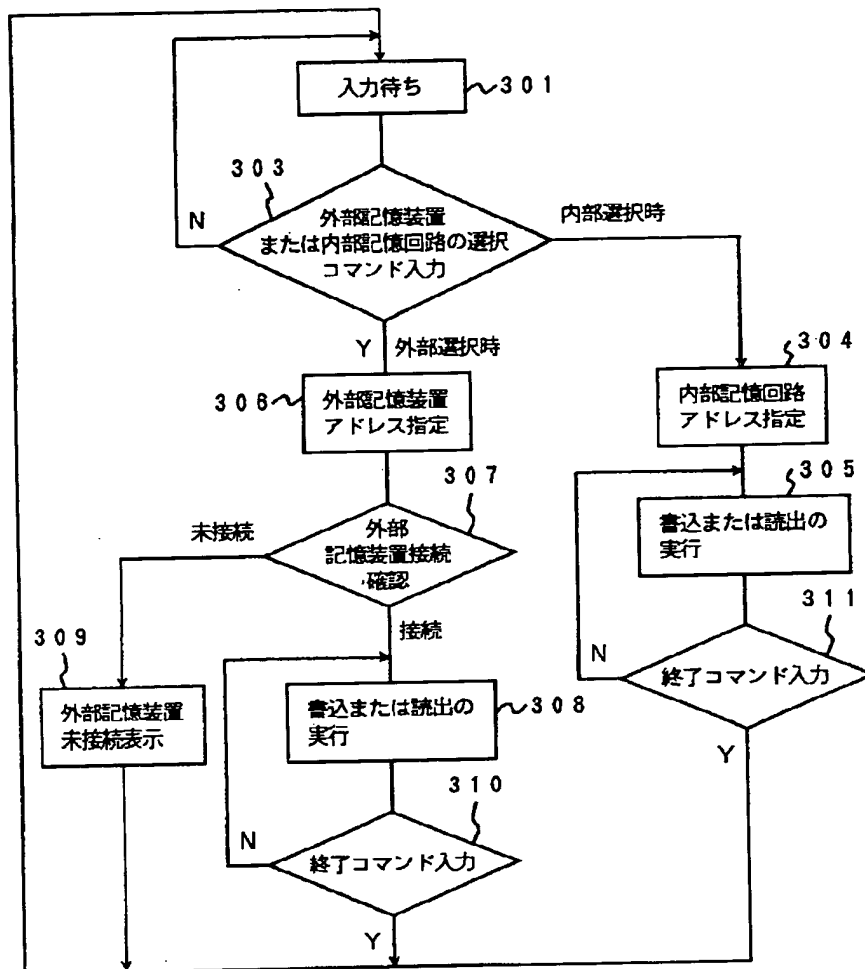 入力待ち
301
303
N
外部記憶装置
または内部記憶回路の選択
コマンド入力
内部選択時
Y
外部選択時
304
306
外部記憶装置
アドレス指定
内部記憶回路
アドレス指定
307
305
未接続
外部
記憶装置接続
確認
書込または読出の
実行
接続
311
309
N
終了コマンド入力
外部記憶装置
未接続表示
書込または読出の
実行
308
Y
310
N
終了コマンド入力
Y